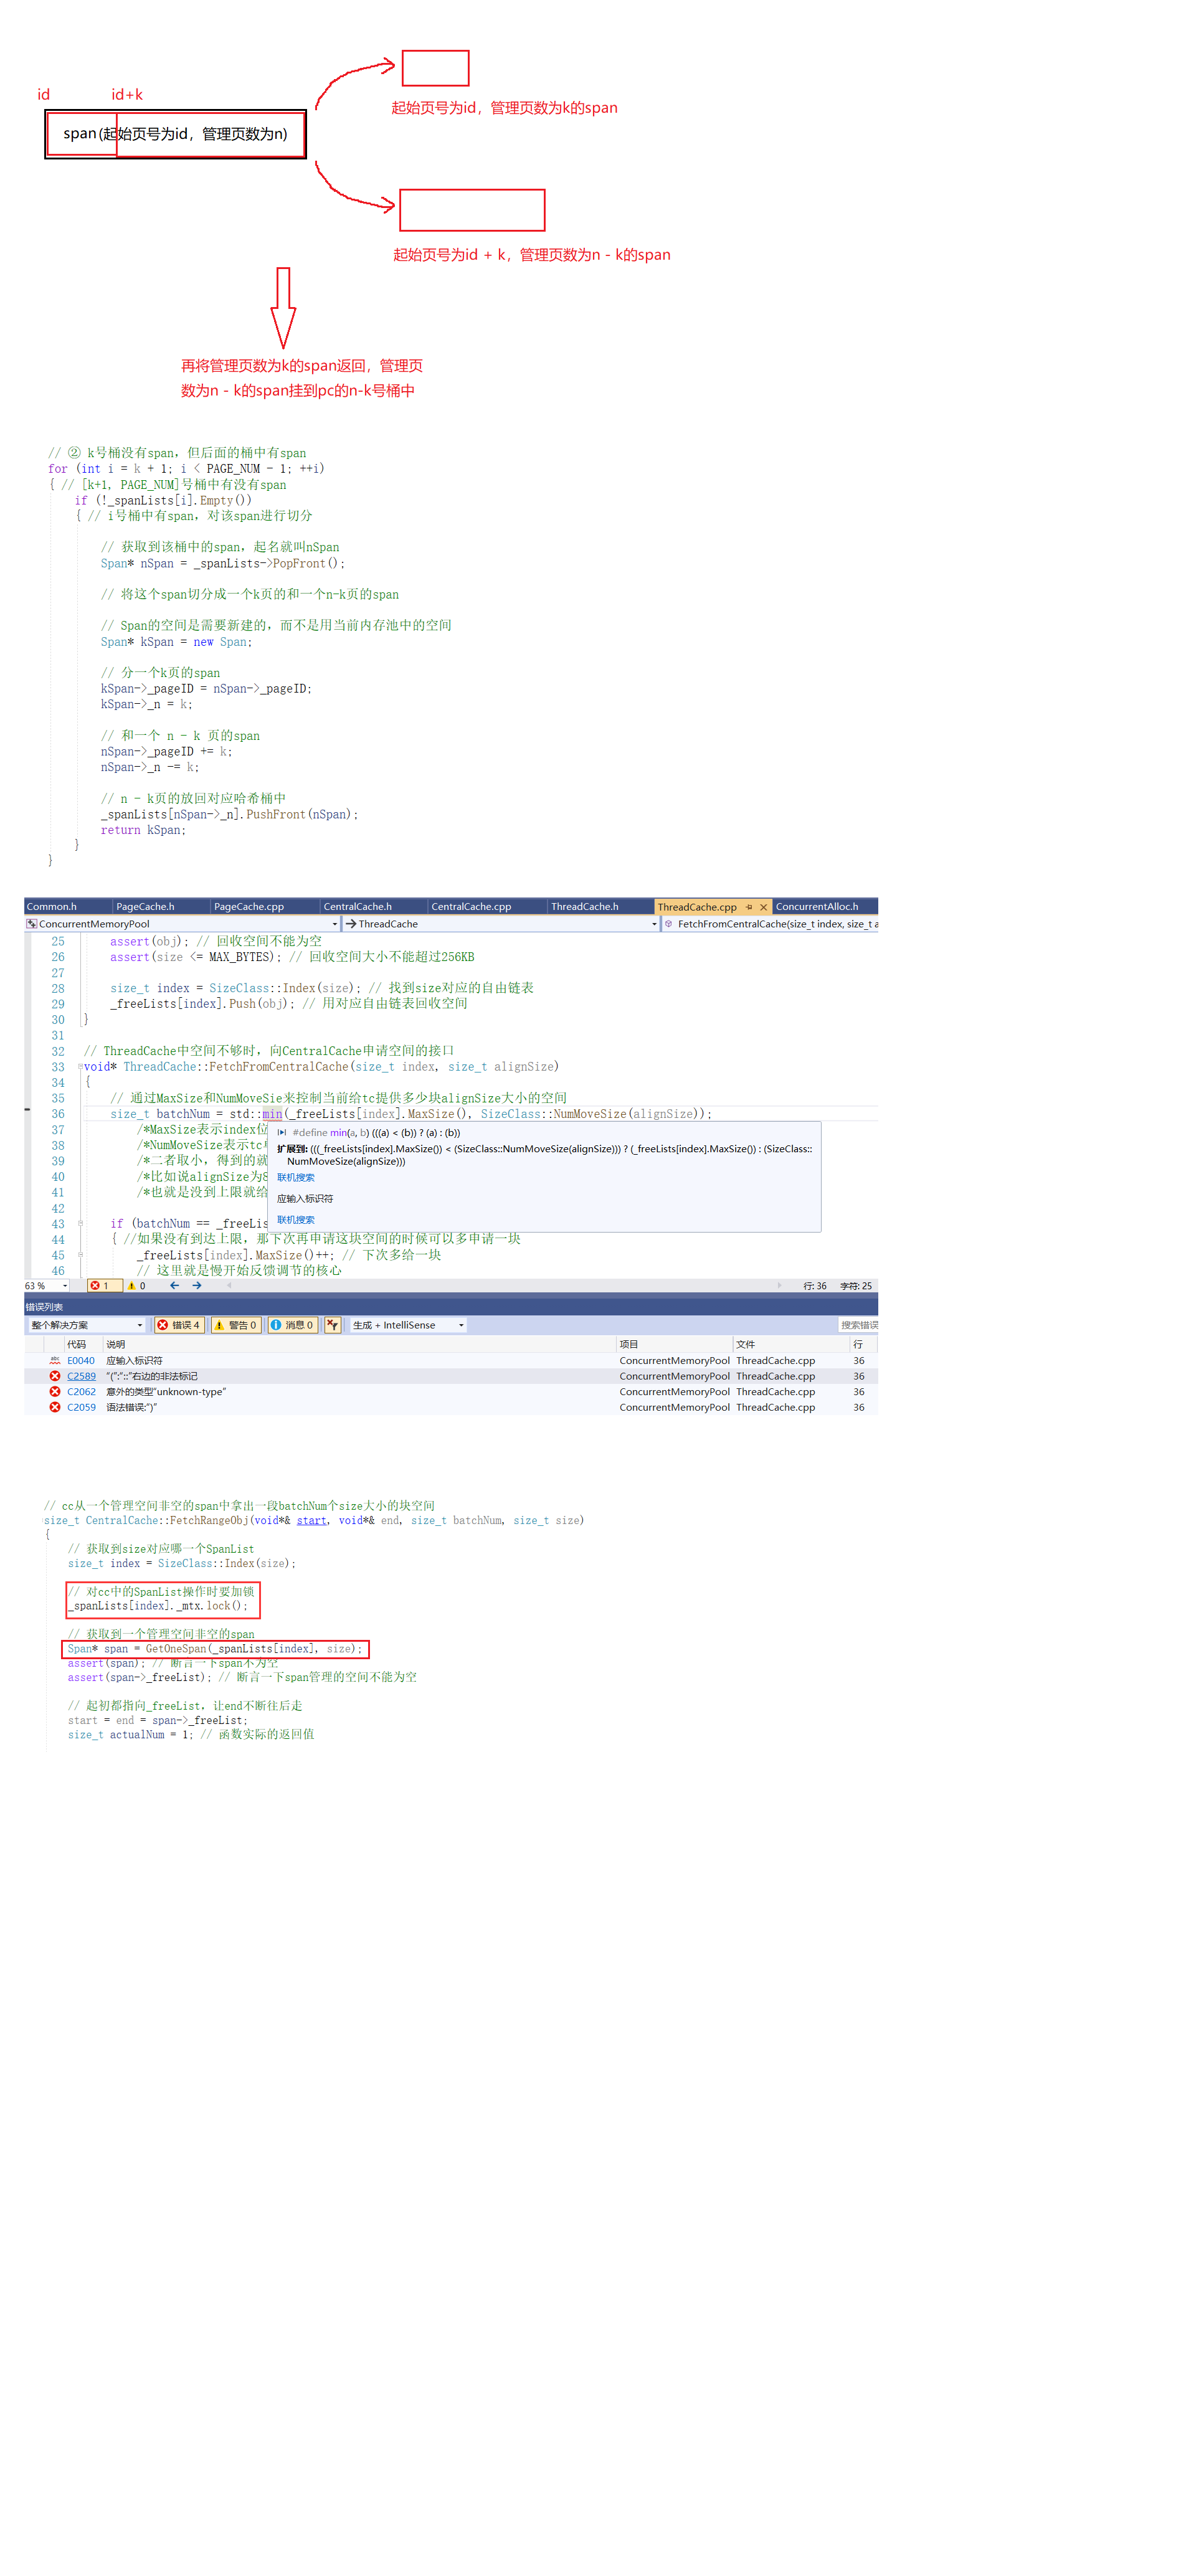 id
id+k
span (起始页号为id，管理页数为n)
起始页号为id，管理页数为k的span
起始页号为id + k，管理页数为n - k的span
再将管理页数为k的span返回，管理页
数为n - k的span挂到pc的n-k号桶中
// ② k号桶没有span，但后面的桶中有span
for (int i = k + 1; i < PAGE_NUM - 1; ++i)
{ // [k+1, PAGE_NUM]号桶中有没有span
if (!_spanLists[i].Empty())
{ // i号桶中有span，对该span进行切分
// 获取到该桶中的span，起名就叫nSpan
Span* nSpan = _spanLists->PopFront();
// 将这个span切分成一个k页的和一个n-k页的span
// Span的空间是需要新建的，而不是用当前内存池中的空间
Span* kSpan = new Span;
// 分一个k页的span
kSpan->_pageID = nSpan->_pageID;
kSpan->_n = k;
// 和一个 n - k 页的span
nSpan->_pageID += k;
nSpan->_n -= k;
// n - k页的放回对应哈希桶中
_spanLists[nSpan->_n].PushFront(nSpan);
return kSpan;
}
}
Common.h PageCache.h PageCache.cpp CentralCache.h CentralCache.cpp ThreadCache.h ThreadCache.cpp ConcurrentAlloc.h
ConcurrentMemoryPool ThreadCache FetchFromCentralCache(size_t index, size_t a
25 assert(obj); // 回收空间不能为空
26 assert(size <= MAX_BYTES); // 回收空间大小不能超过256KB
27
28 size_t index = SizeClass::Index(size); // 找到size对应的自由链表
29 _freeLists[index].Push(obj); // 用对应自由链表回收空间
30 }
31
32 // ThreadCache中空间不够时，向CentralCache申请空间的接口
33 void* ThreadCache::FetchFromCentralCache(size_t index, size_t alignSize)
34 {
35 // 通过MaxSize和NumMoveSie来控制当前给tc提供多少块alignSize大小的空间
36 size_t batchNum = std::min(_freeLists[index].MaxSize(), SizeClass::NumMoveSize(alignSize));
37 /*MaxSize表示index位
#define min(a, b) (((a) < (b)) ? (a) : (b))
38 /*NumMoveSize表示tc
扩展到: (((_freeLists[index].MaxSize()) < (SizeClass::NumMoveSize(alignSize))) ? (_freeLists[index].MaxSize()) : (SizeClass::
39 /*二者取小，得到的就
NumMoveSize(alignSize)))
40 /*比如说alignSize为8
联机搜索
41 /*也就是没到上限就给
应输入标识符
42
联机搜索
43 if (batchNum == _freeLis
44 { //如果没有到达上限，那下次再申请这块空间的时候可以多申请一块
45 _freeLists[index].MaxSize()++; // 下次多给一块
46 // 这里就是慢开始反馈调节的核心
63 % 1 0 行: 36 字符: 25
错误列表
整个解决方案 错误 4 警告 0 消息 0 生成 + IntelliSense 搜索错误
代码 说明 项目 文件 行
abc E0040 应输入标识符 ConcurrentMemoryPool ThreadCache.cpp 36
C2589 “(”:“::”右边的非法标记 ConcurrentMemoryPool ThreadCache.cpp 36
C2062 意外的类型“unknown-type” ConcurrentMemoryPool ThreadCache.cpp 36
C2059 语法错误:“)” ConcurrentMemoryPool ThreadCache.cpp 36
// cc从一个管理空间非空的span中拿出一段batchNum个size大小的块空间
size_t CentralCache::FetchRangeObj(void*& start, void*& end, size_t batchNum, size_t size)
{
// 获取到size对应哪一个SpanList
size_t index = SizeClass::Index(size);
// 对cc中的SpanList操作时要加锁
_spanLists[index]._mtx.lock();
// 获取到一个管理空间非空的span
Span* span = GetOneSpan(_spanLists[index], size);
assert(span); // 断言一下span不为空
assert(span->_freeList); // 断言一下span管理的空间不能为空
// 起初都指向_freeList，让end不断往后走
start = end = span->_freeList;
size_t actualNum = 1; // 函数实际的返回值